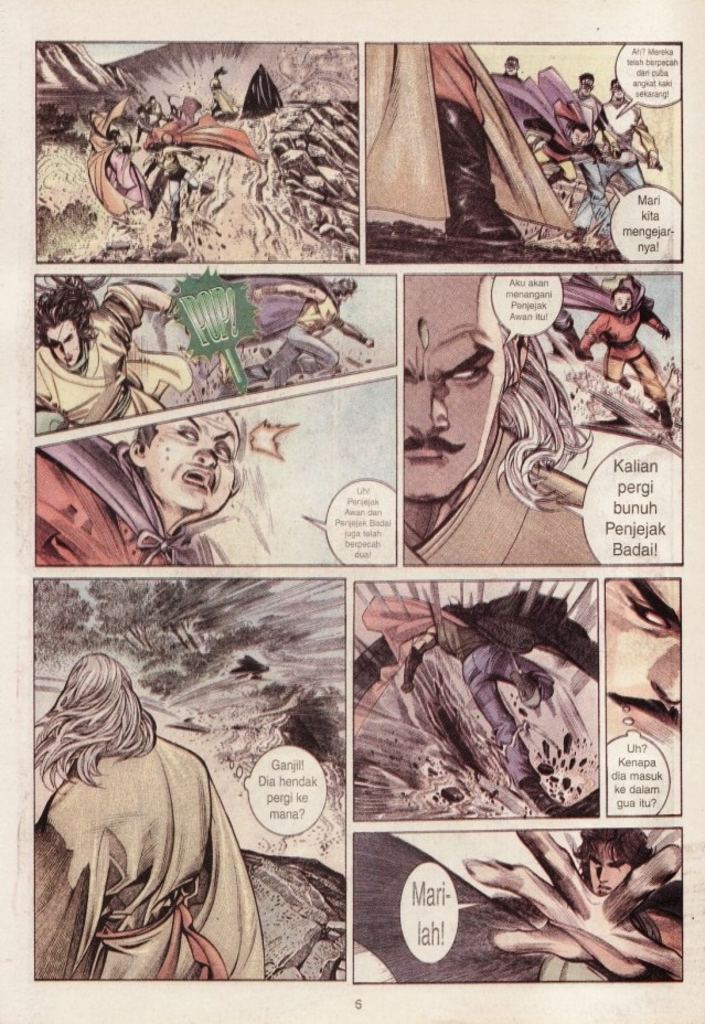 Ah? Mereka
telah berpecah
dan cuba
angkat kaki
sekarang!
Mari
kita
mengejar-
nya!
POP!
Uh!
Penjejak
Awan dan
Penjejak Badai
juga telah
berpecah
dua!
Aku akan
menangani
Penjejak
Awan itu!
Kalian
pergi
bunuh
Penjejak
Badai!
Ganjil!
Dia hendak
pergi ke
mana?
Uh?
Kenapa
dia masuk
ke dalam
gua itu?
Mari-
lah!
6